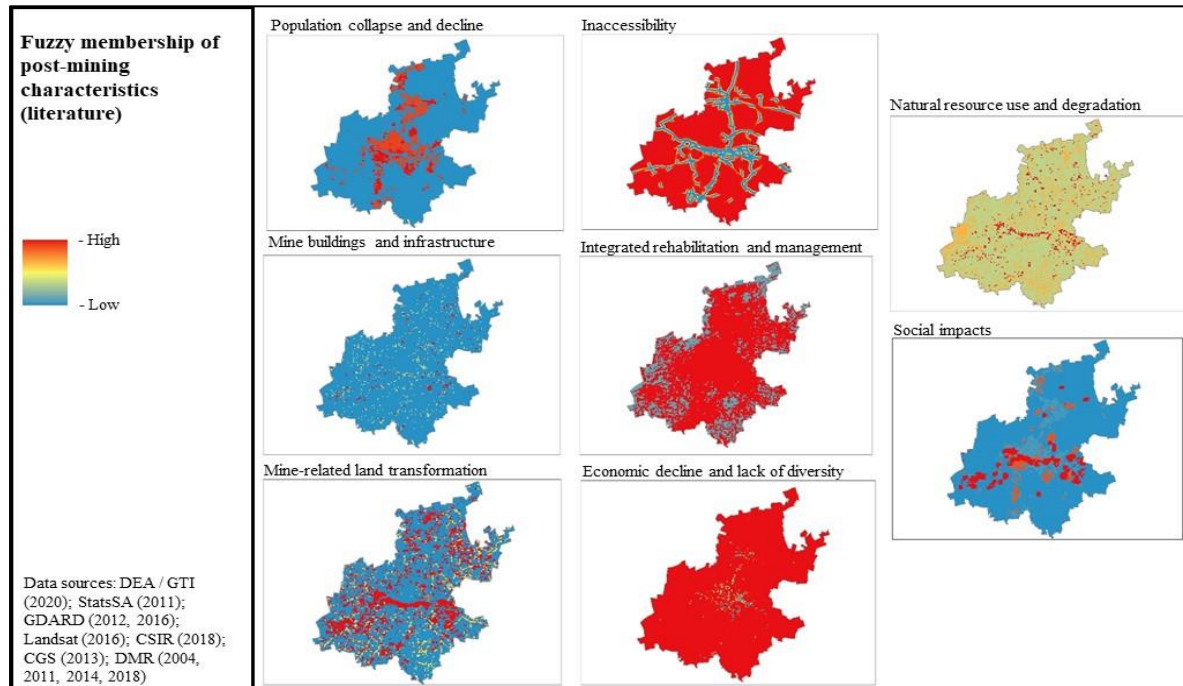 Fuzzy membership of
post-mining
characteristics
(literature)
- High
- Low
Data sources: DEA / GTI
(2020); StatsSA (2011);
GDARD (2012, 2016);
Landsat (2016); CSIR (2018);
CGS (2013); DMR (2004,
2011, 2014, 2018)
Population collapse and decline
Inaccessibility
Mine buildings and infrastructure
Integrated rehabilitation and management
Mine-related land transformation
Economic decline and lack of diversity
Natural resource use and degradation
Social impacts